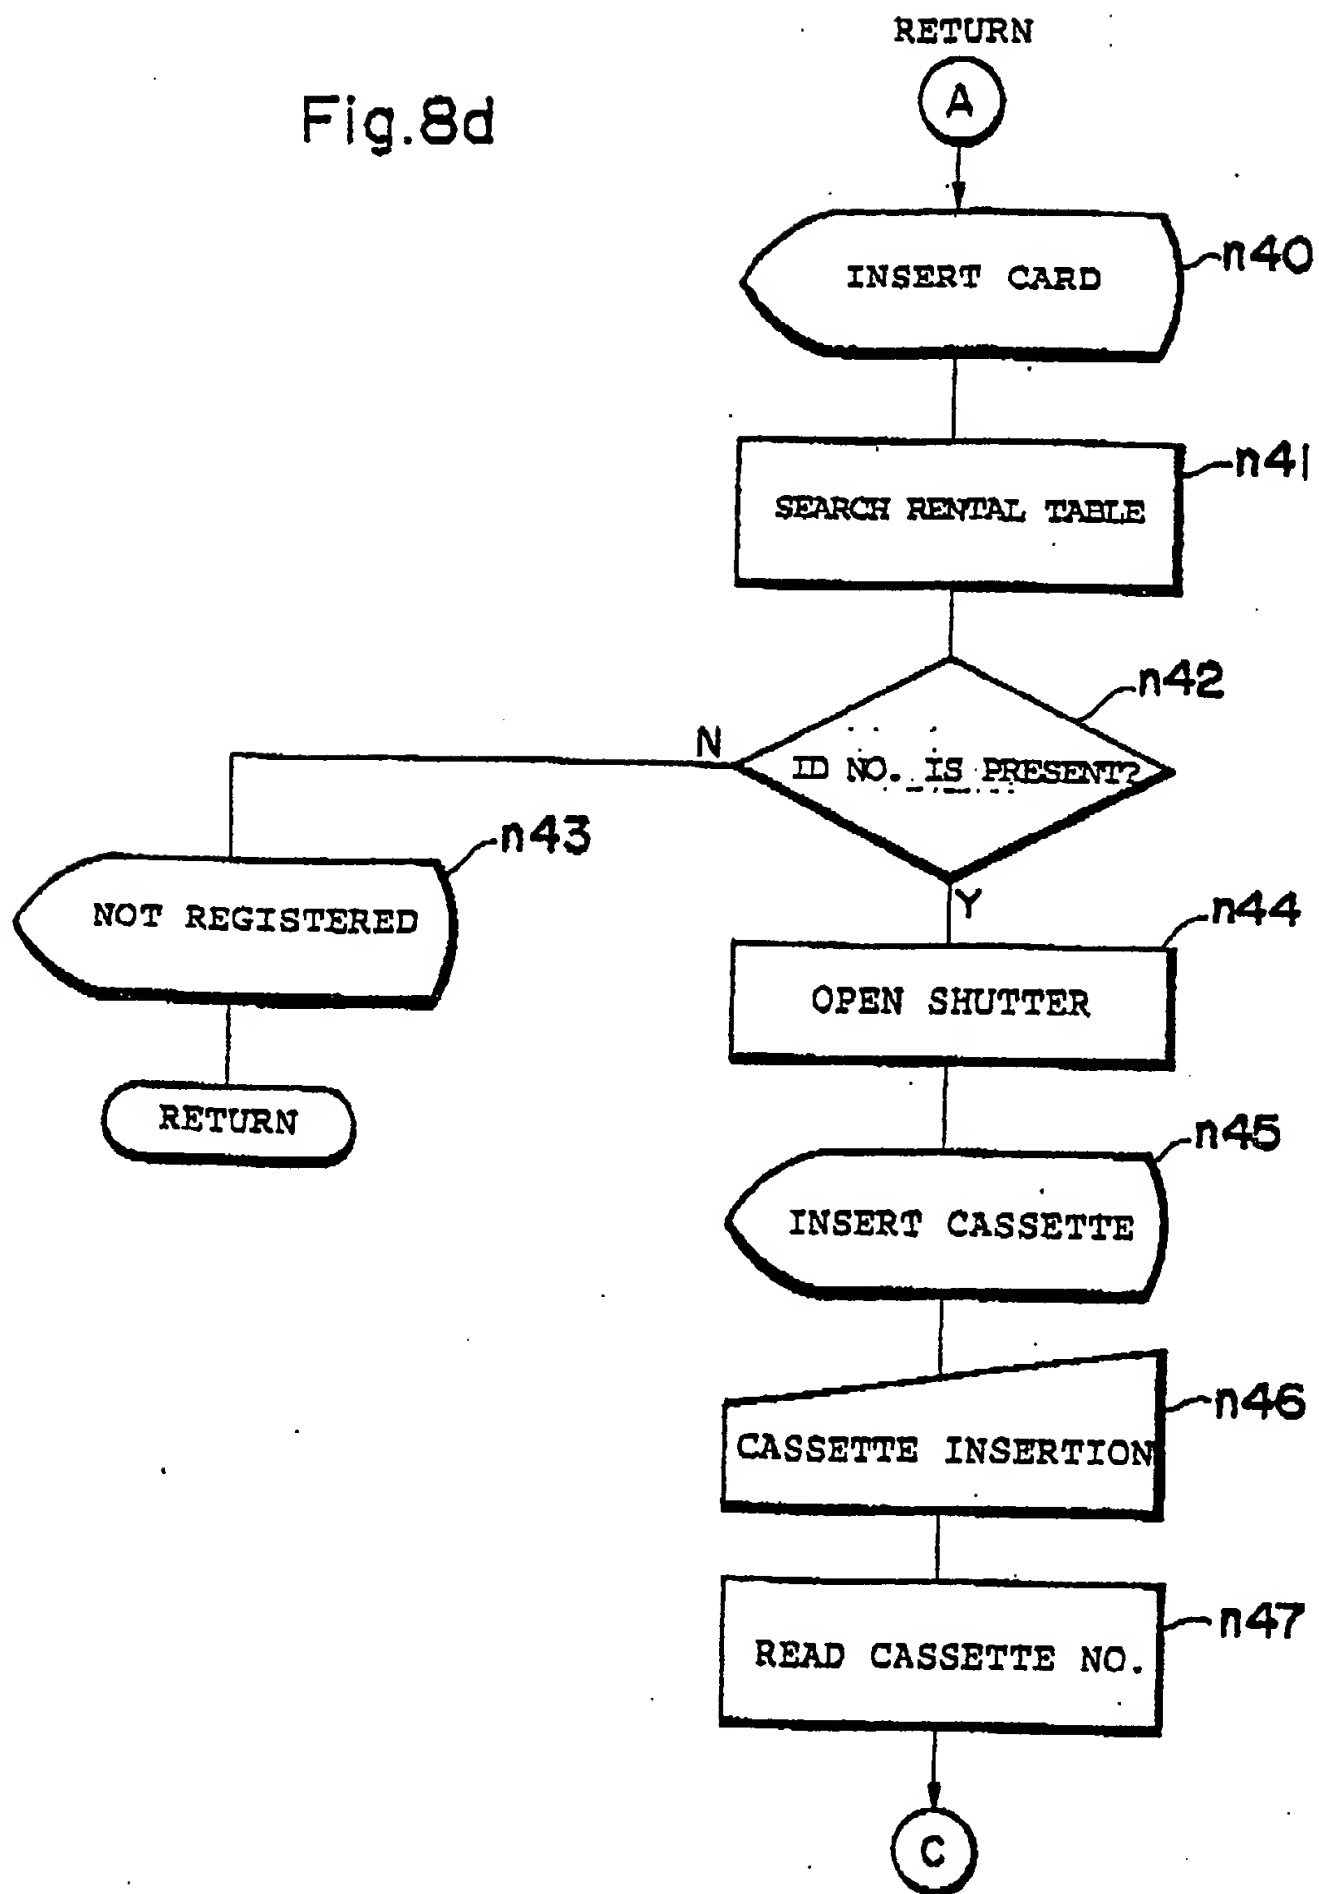 RETURN
Fig.8d
A
INSERT CARD
n40
SEARCH RENTAL TABLE
n41
ID NO. IS PRESENT?
n42
N
Y
NOT REGISTERED
n43
RETURN
OPEN SHUTTER
n44
INSERT CASSETTE
n45
CASSETTE INSERTION
n46
READ CASSETTE NO.
n47
C